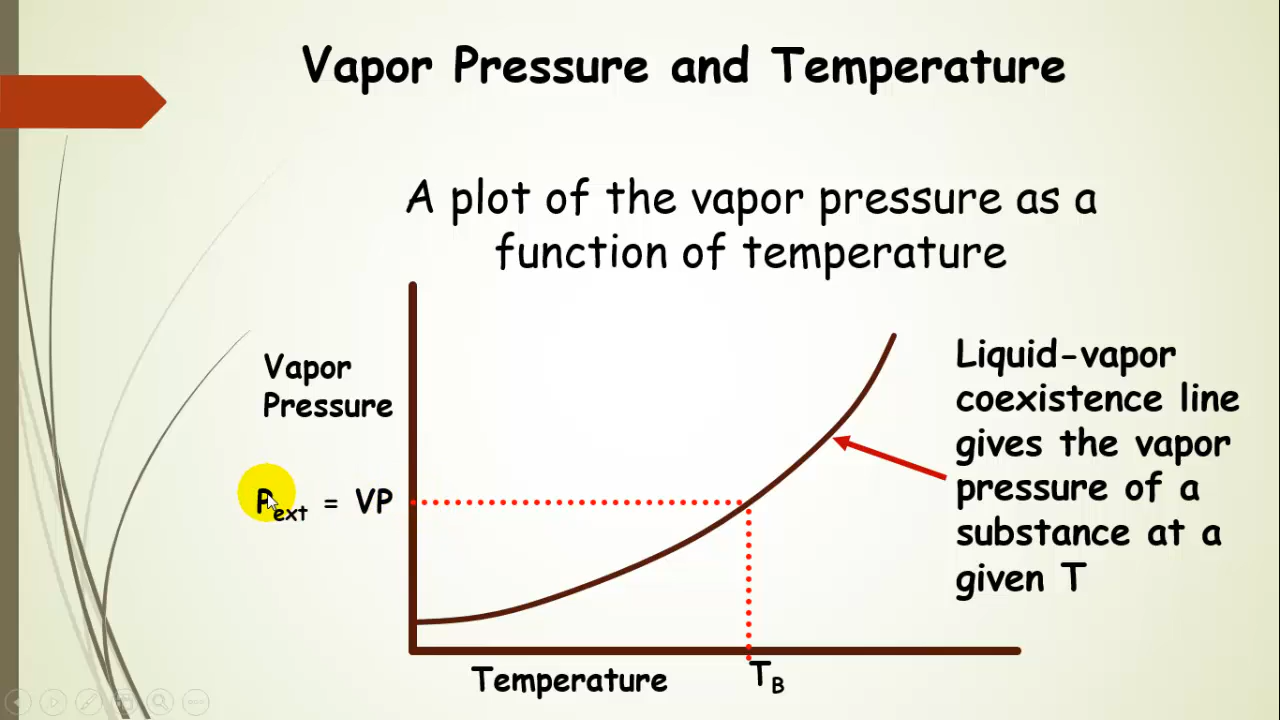 Vapor Pressure and Temperature
A plot of the vapor pressure as a
function of temperature
Vapor
Pressure
Pext = VP
Liquid-vapor
coexistence line
gives the vapor
pressure of a
substance at a
given T
Temperature
TB